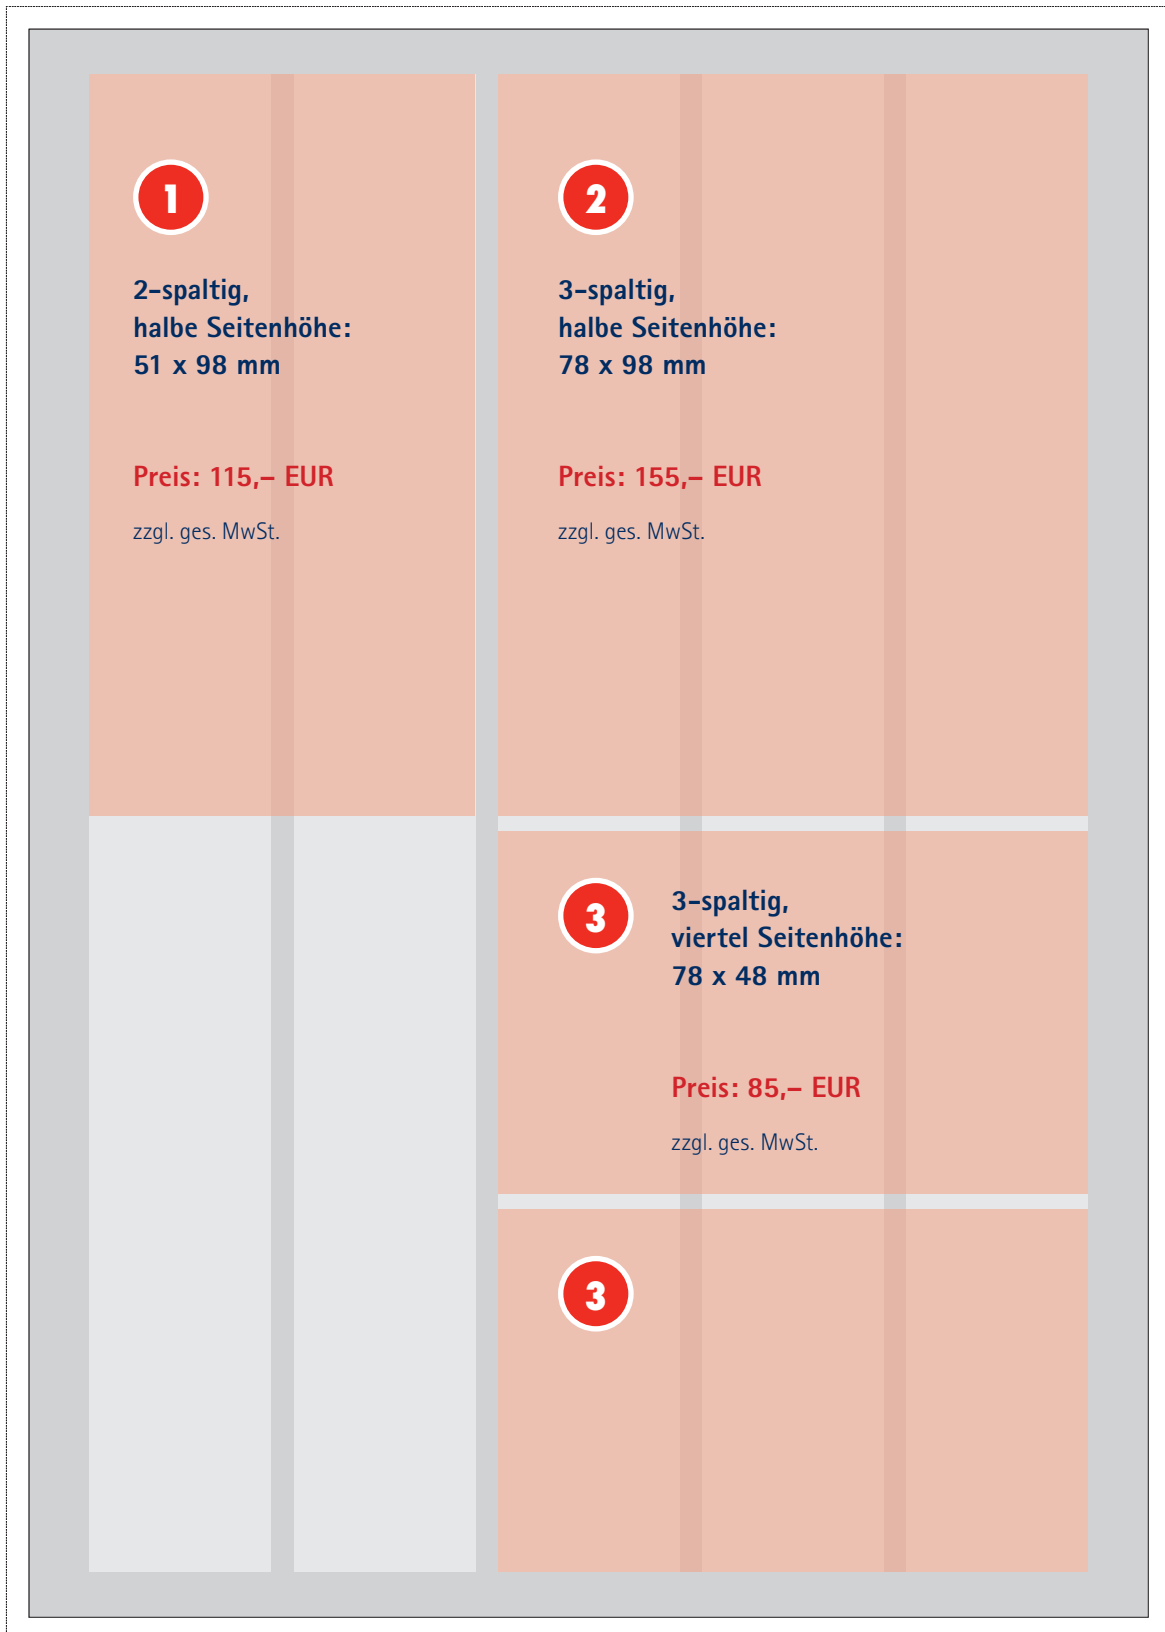 1
2-spaltig,
halbe Seitenhöhe:
51 x 98 mm
Preis: 115,– EUR
zzgl. ges. MwSt.
2
3-spaltig,
halbe Seitenhöhe:
78 x 98 mm
Preis: 155,– EUR
zzgl. ges. MwSt.
3
3-spaltig,
viertel Seitenhöhe:
78 x 48 mm
Preis: 85,– EUR
zzgl. ges. MwSt.
3